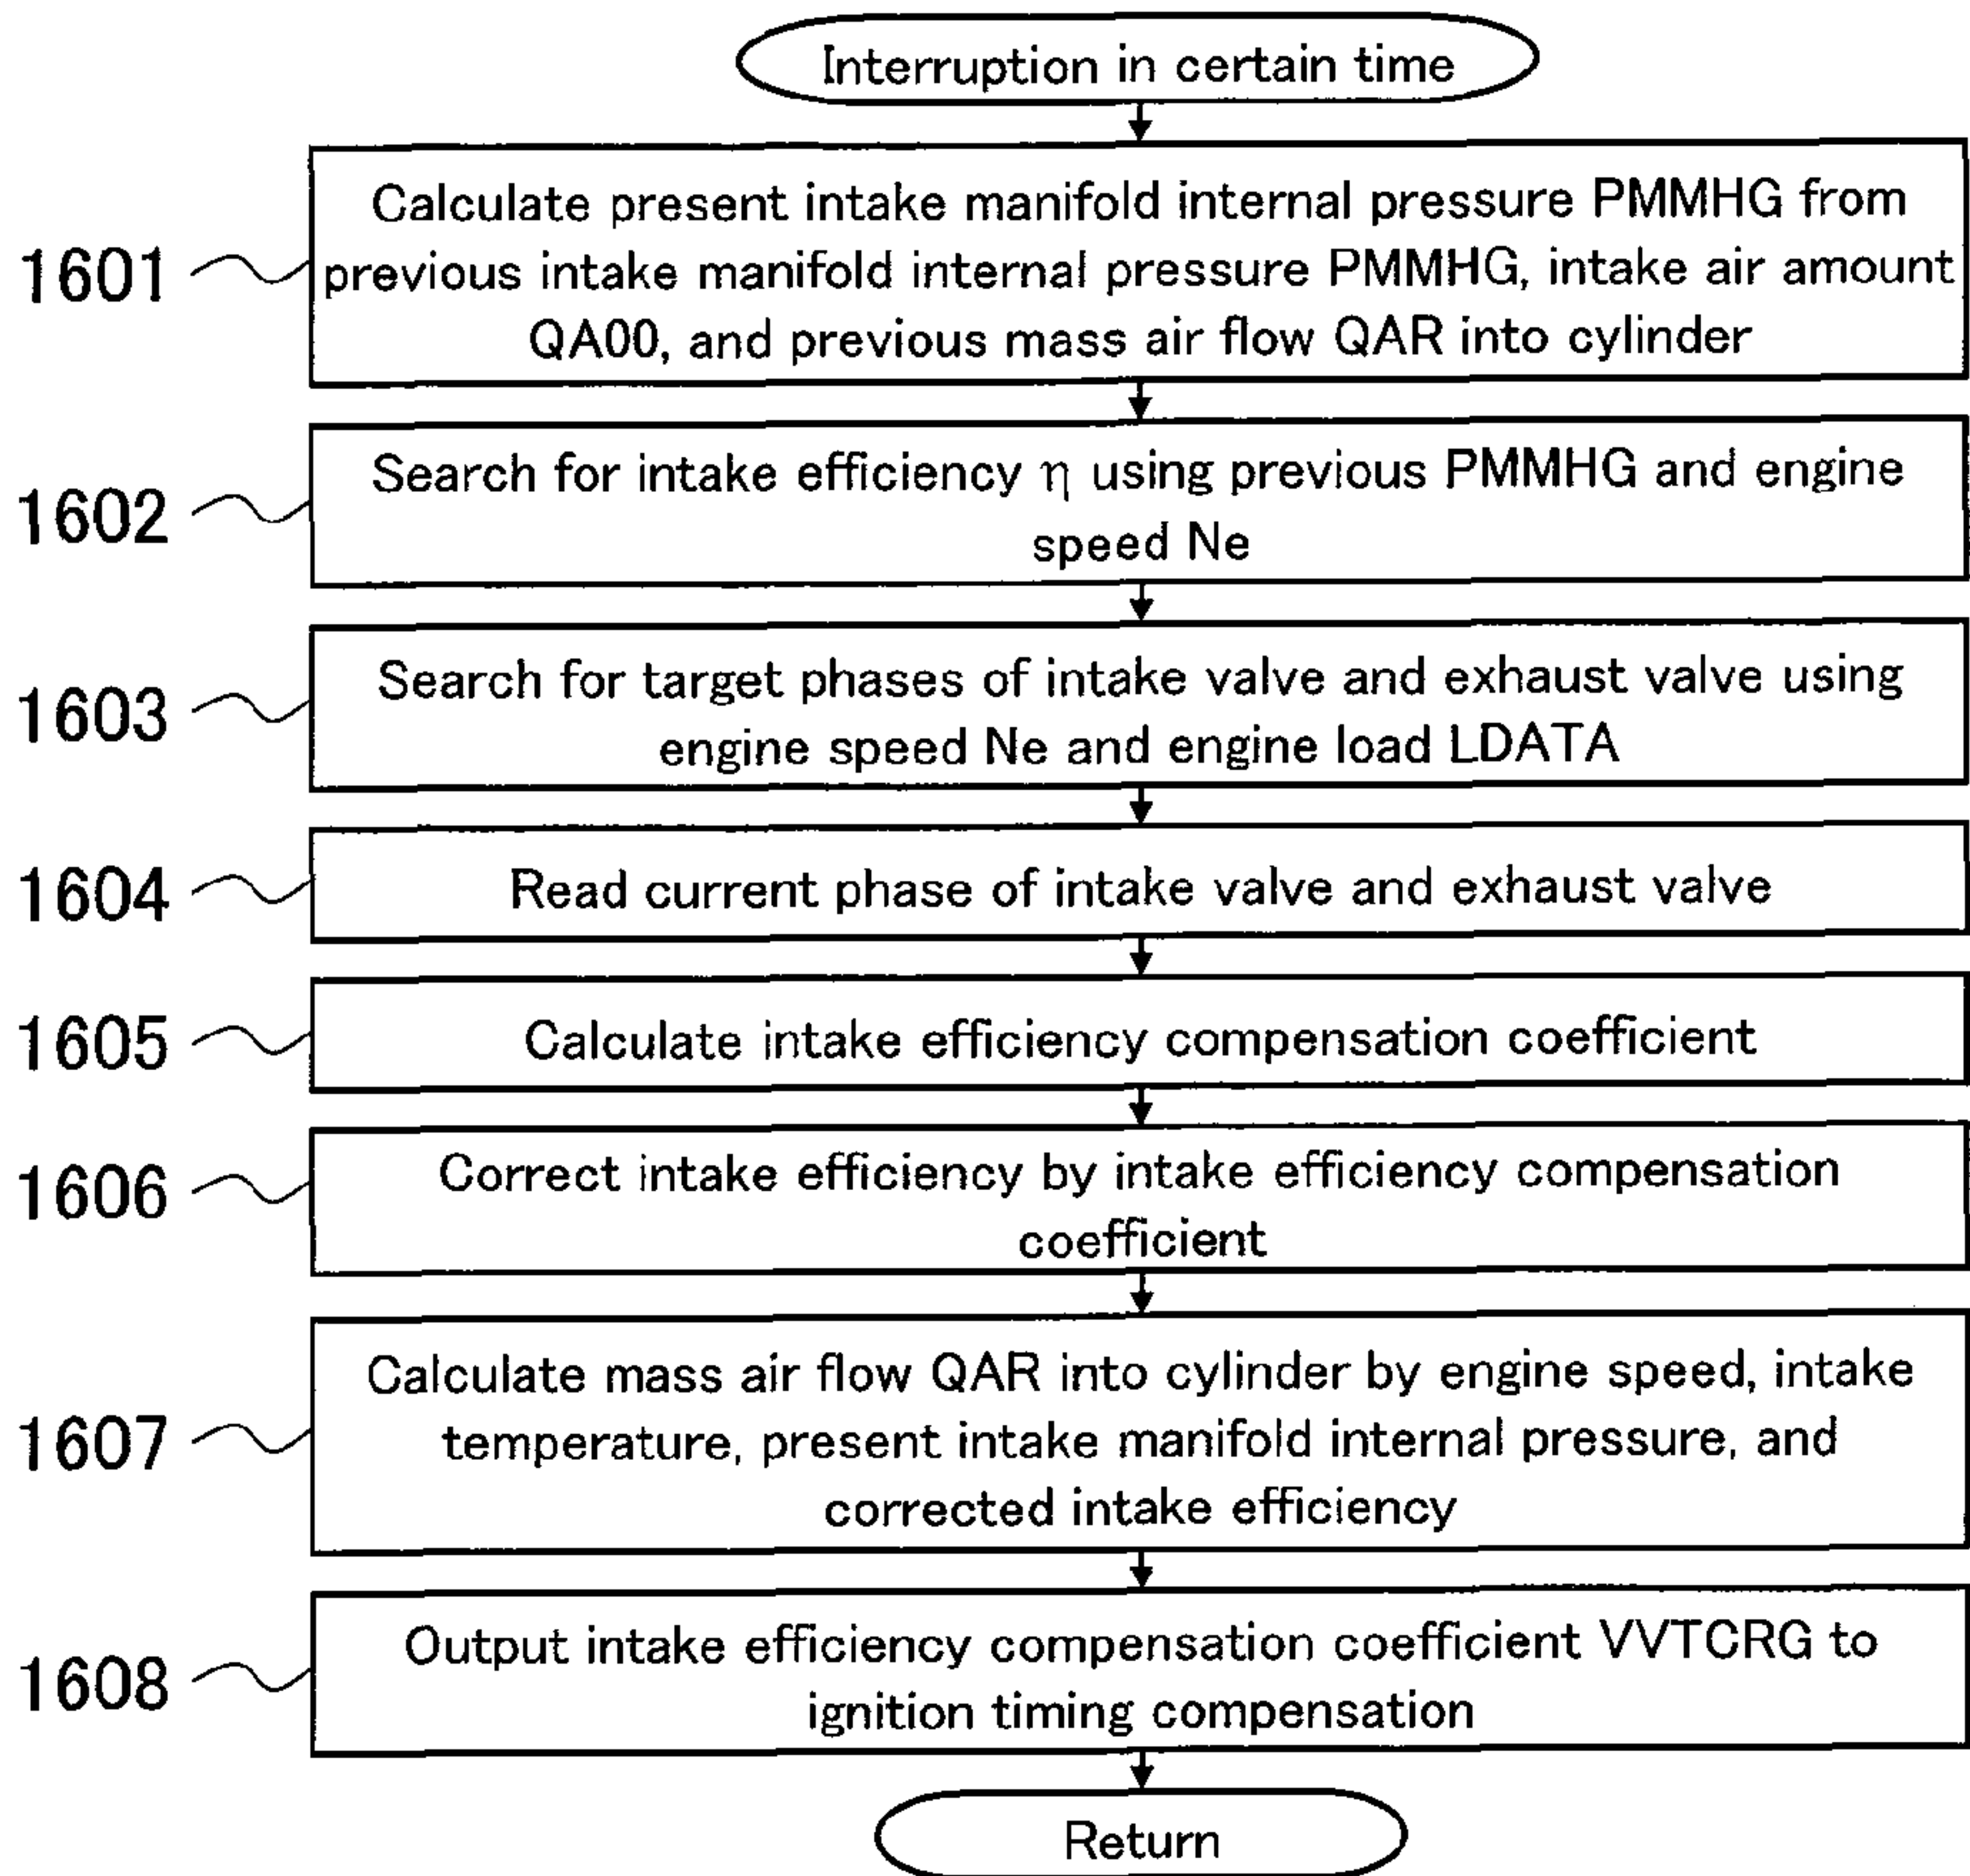 Interruption in certain time
1601
Calculate present intake manifold internal pressure PMMHG from
previous intake manifold internal pressure PMMHG, intake air amount
QA00, and previous mass air flow QAR into cylinder
1602
Search for intake efficiency η using previous PMMHG and engine
speed Ne
1603
Search for target phases of intake valve and exhaust valve using
engine speed Ne and engine load LDATA
1604
Read current phase of intake valve and exhaust valve
1605
Calculate intake efficiency compensation coefficient
1606
Correct intake efficiency by intake efficiency compensation
coefficient
1607
Calculate mass air flow QAR into cylinder by engine speed, intake
temperature, present intake manifold internal pressure, and
corrected intake efficiency
1608
Output intake efficiency compensation coefficient VVTCRG to
ignition timing compensation
Return